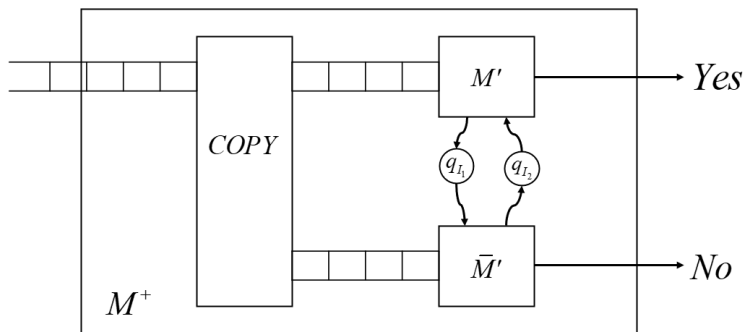 M′
Yes
COPY
q_{I_1}
q_{I_2}
M̄′
No
M⁺